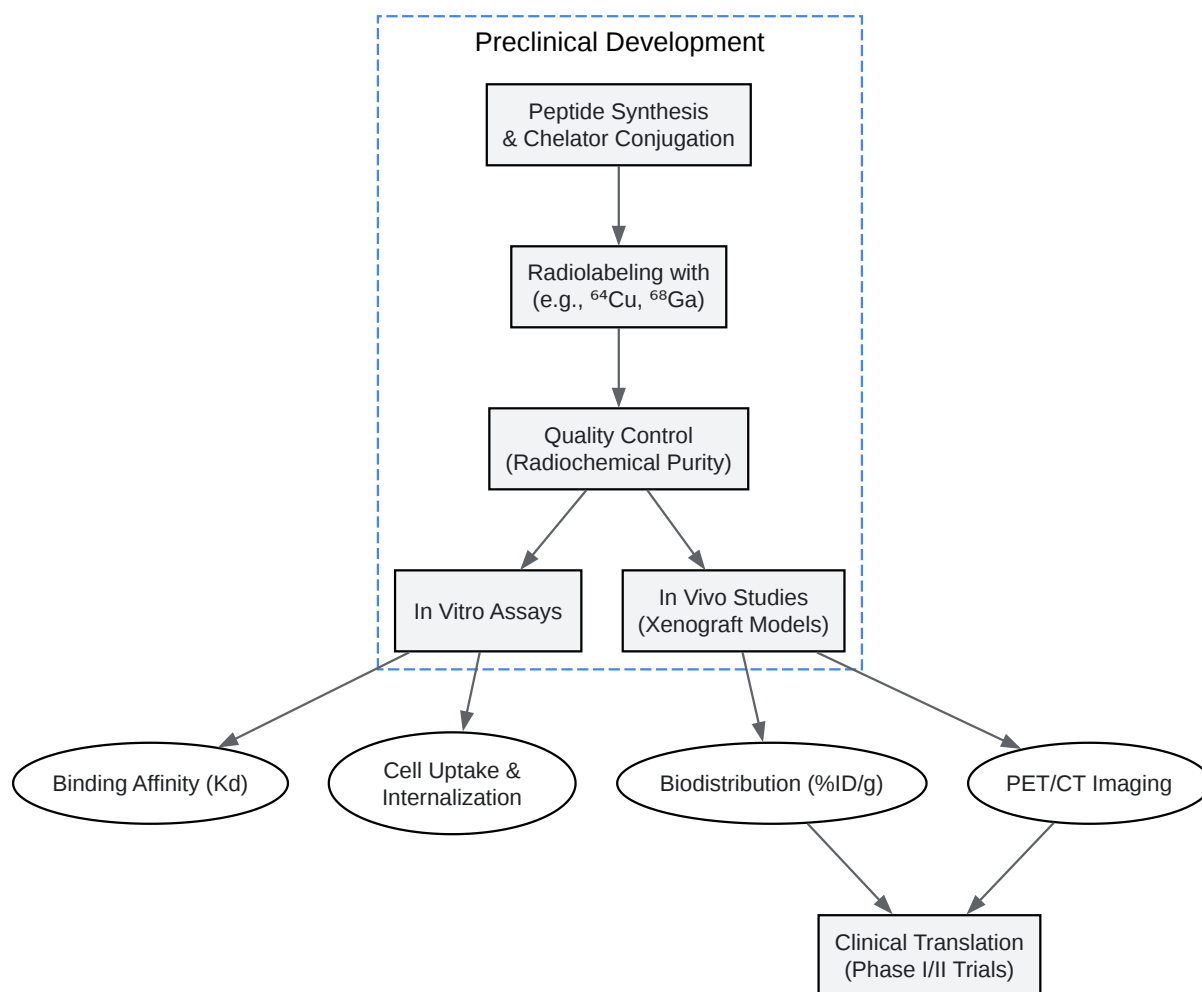 Preclinical Development
Peptide Synthesis
& Chelator Conjugation
Radiolabeling with
(e.g., ⁶⁴Cu, ⁶⁸Ga)
Quality Control
(Radiochemical Purity)
In Vitro Assays
In Vivo Studies
(Xenograft Models)
Binding Affinity (Kd)
Cell Uptake &
Internalization
Biodistribution (%ID/g)
PET/CT Imaging
Clinical Translation
(Phase I/II Trials)